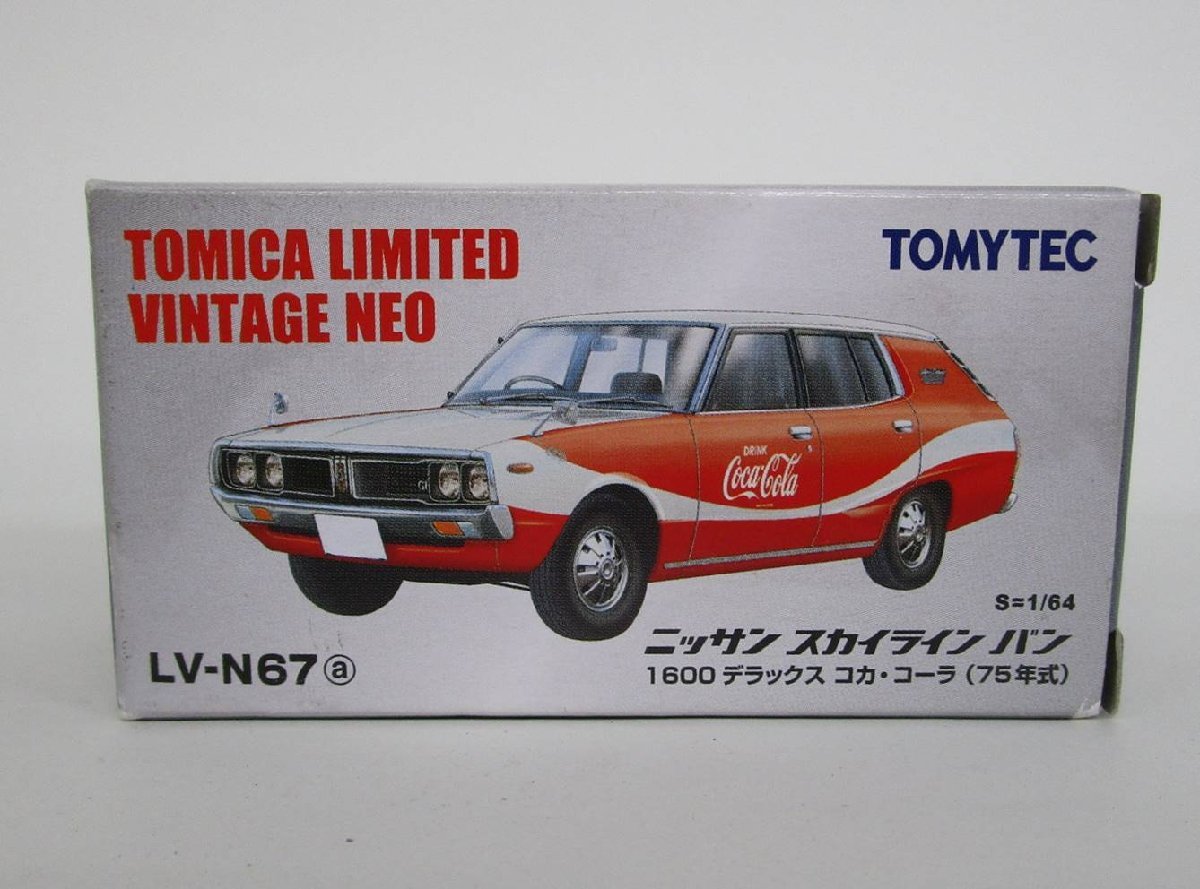 TOMICA LIMITED
VINTAGE NEO
TOMYTEC
DRINK
Coca-Cola
S=1/64
LV-N67 ⓐ
ニッサン スカイライン バン
1600 デラックス コカ・コーラ (75年式)